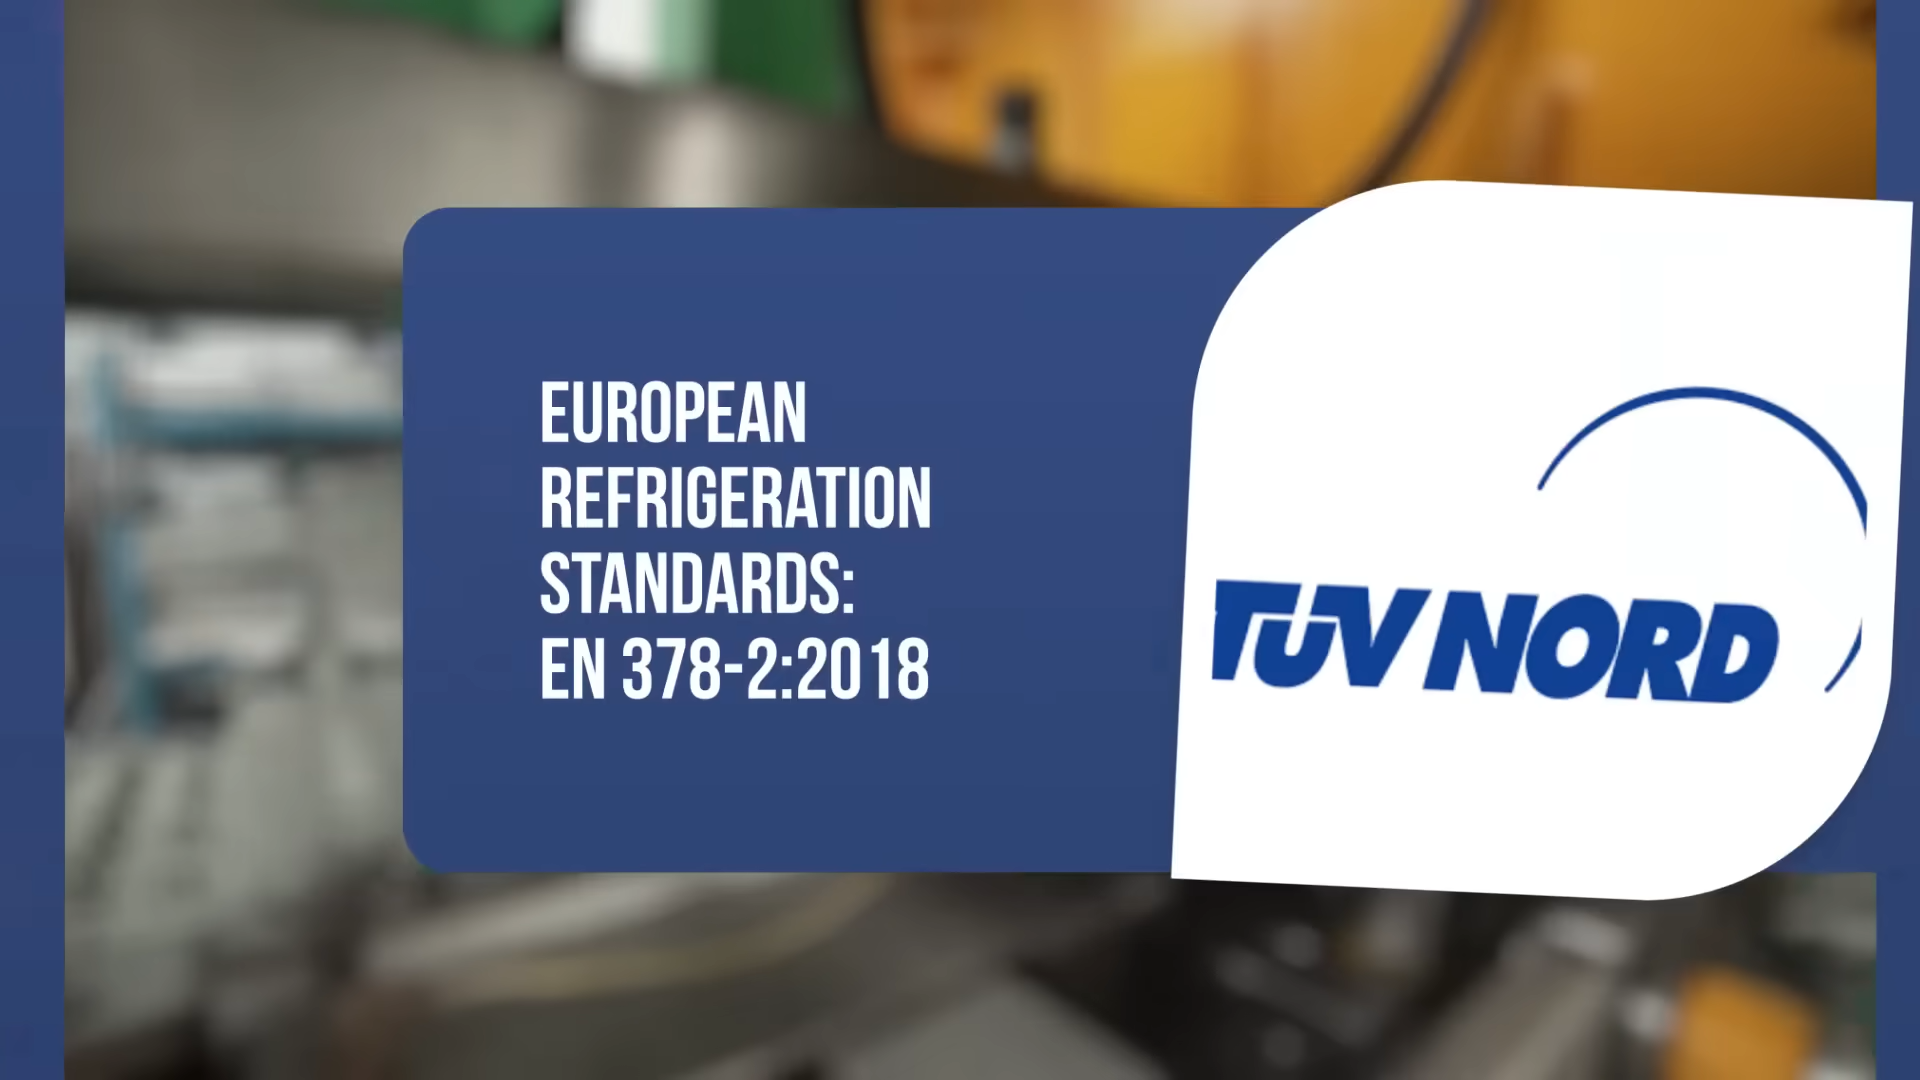 EUROPEAN
REFRIGERATION
STANDARDS:
EN 378-2:2018
TÜV NORD